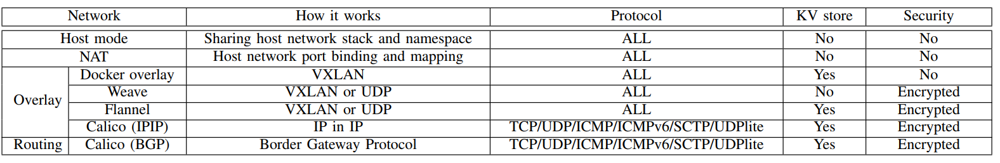 Network How it works Protocol KV store Security
Host mode Sharing host network stack and namespace ALL No No
NAT Host network port binding and mapping ALL No No
Docker overlay VXLAN ALL Yes No
Weave VXLAN or UDP ALL No Encrypted
Overlay
Flannel VXLAN or UDP ALL Yes Encrypted
Calico (IPIP) IP in IP TCP/UDP/ICMP/ICMPv6/SCTP/UDPlite Yes Encrypted
Routing Calico (BGP) Border Gateway Protocol TCP/UDP/ICMP/ICMPv6/SCTP/UDPlite Yes Encrypted